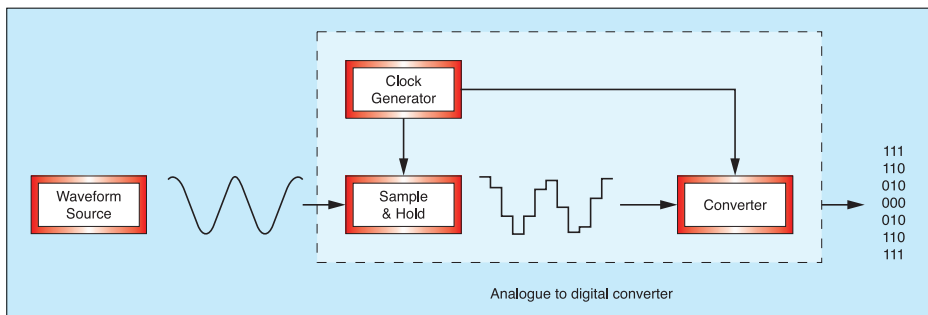 Clock
Generator
Waveform
Source
Sample
& Hold
Converter
111
110
010
000
010
110
111
Analogue to digital converter